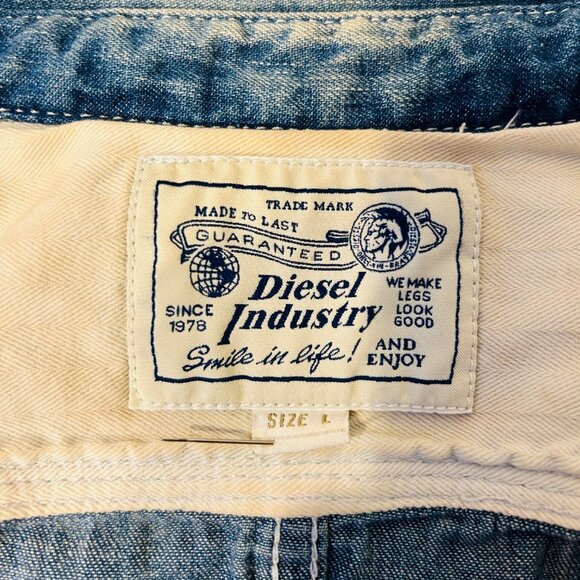 TRADE MARK
MADE TO LAST
GUARANTEED
Diesel
Industry
SINCE
1978
WE MAKE
LEGS
LOOK
GOOD
Smile in life!
AND
ENJOY
SIZE L